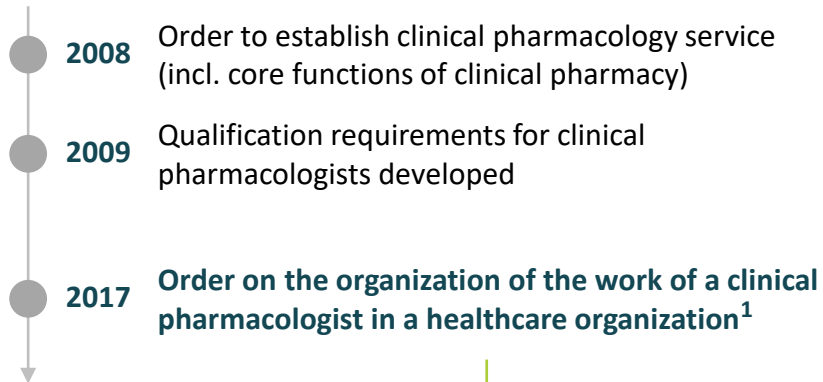 2008 Order to establish clinical pharmacology service
(incl. core functions of clinical pharmacy)
2009 Qualification requirements for clinical
pharmacologists developed
2017 Order on the organization of the work of a clinical
pharmacologist in a healthcare organization¹